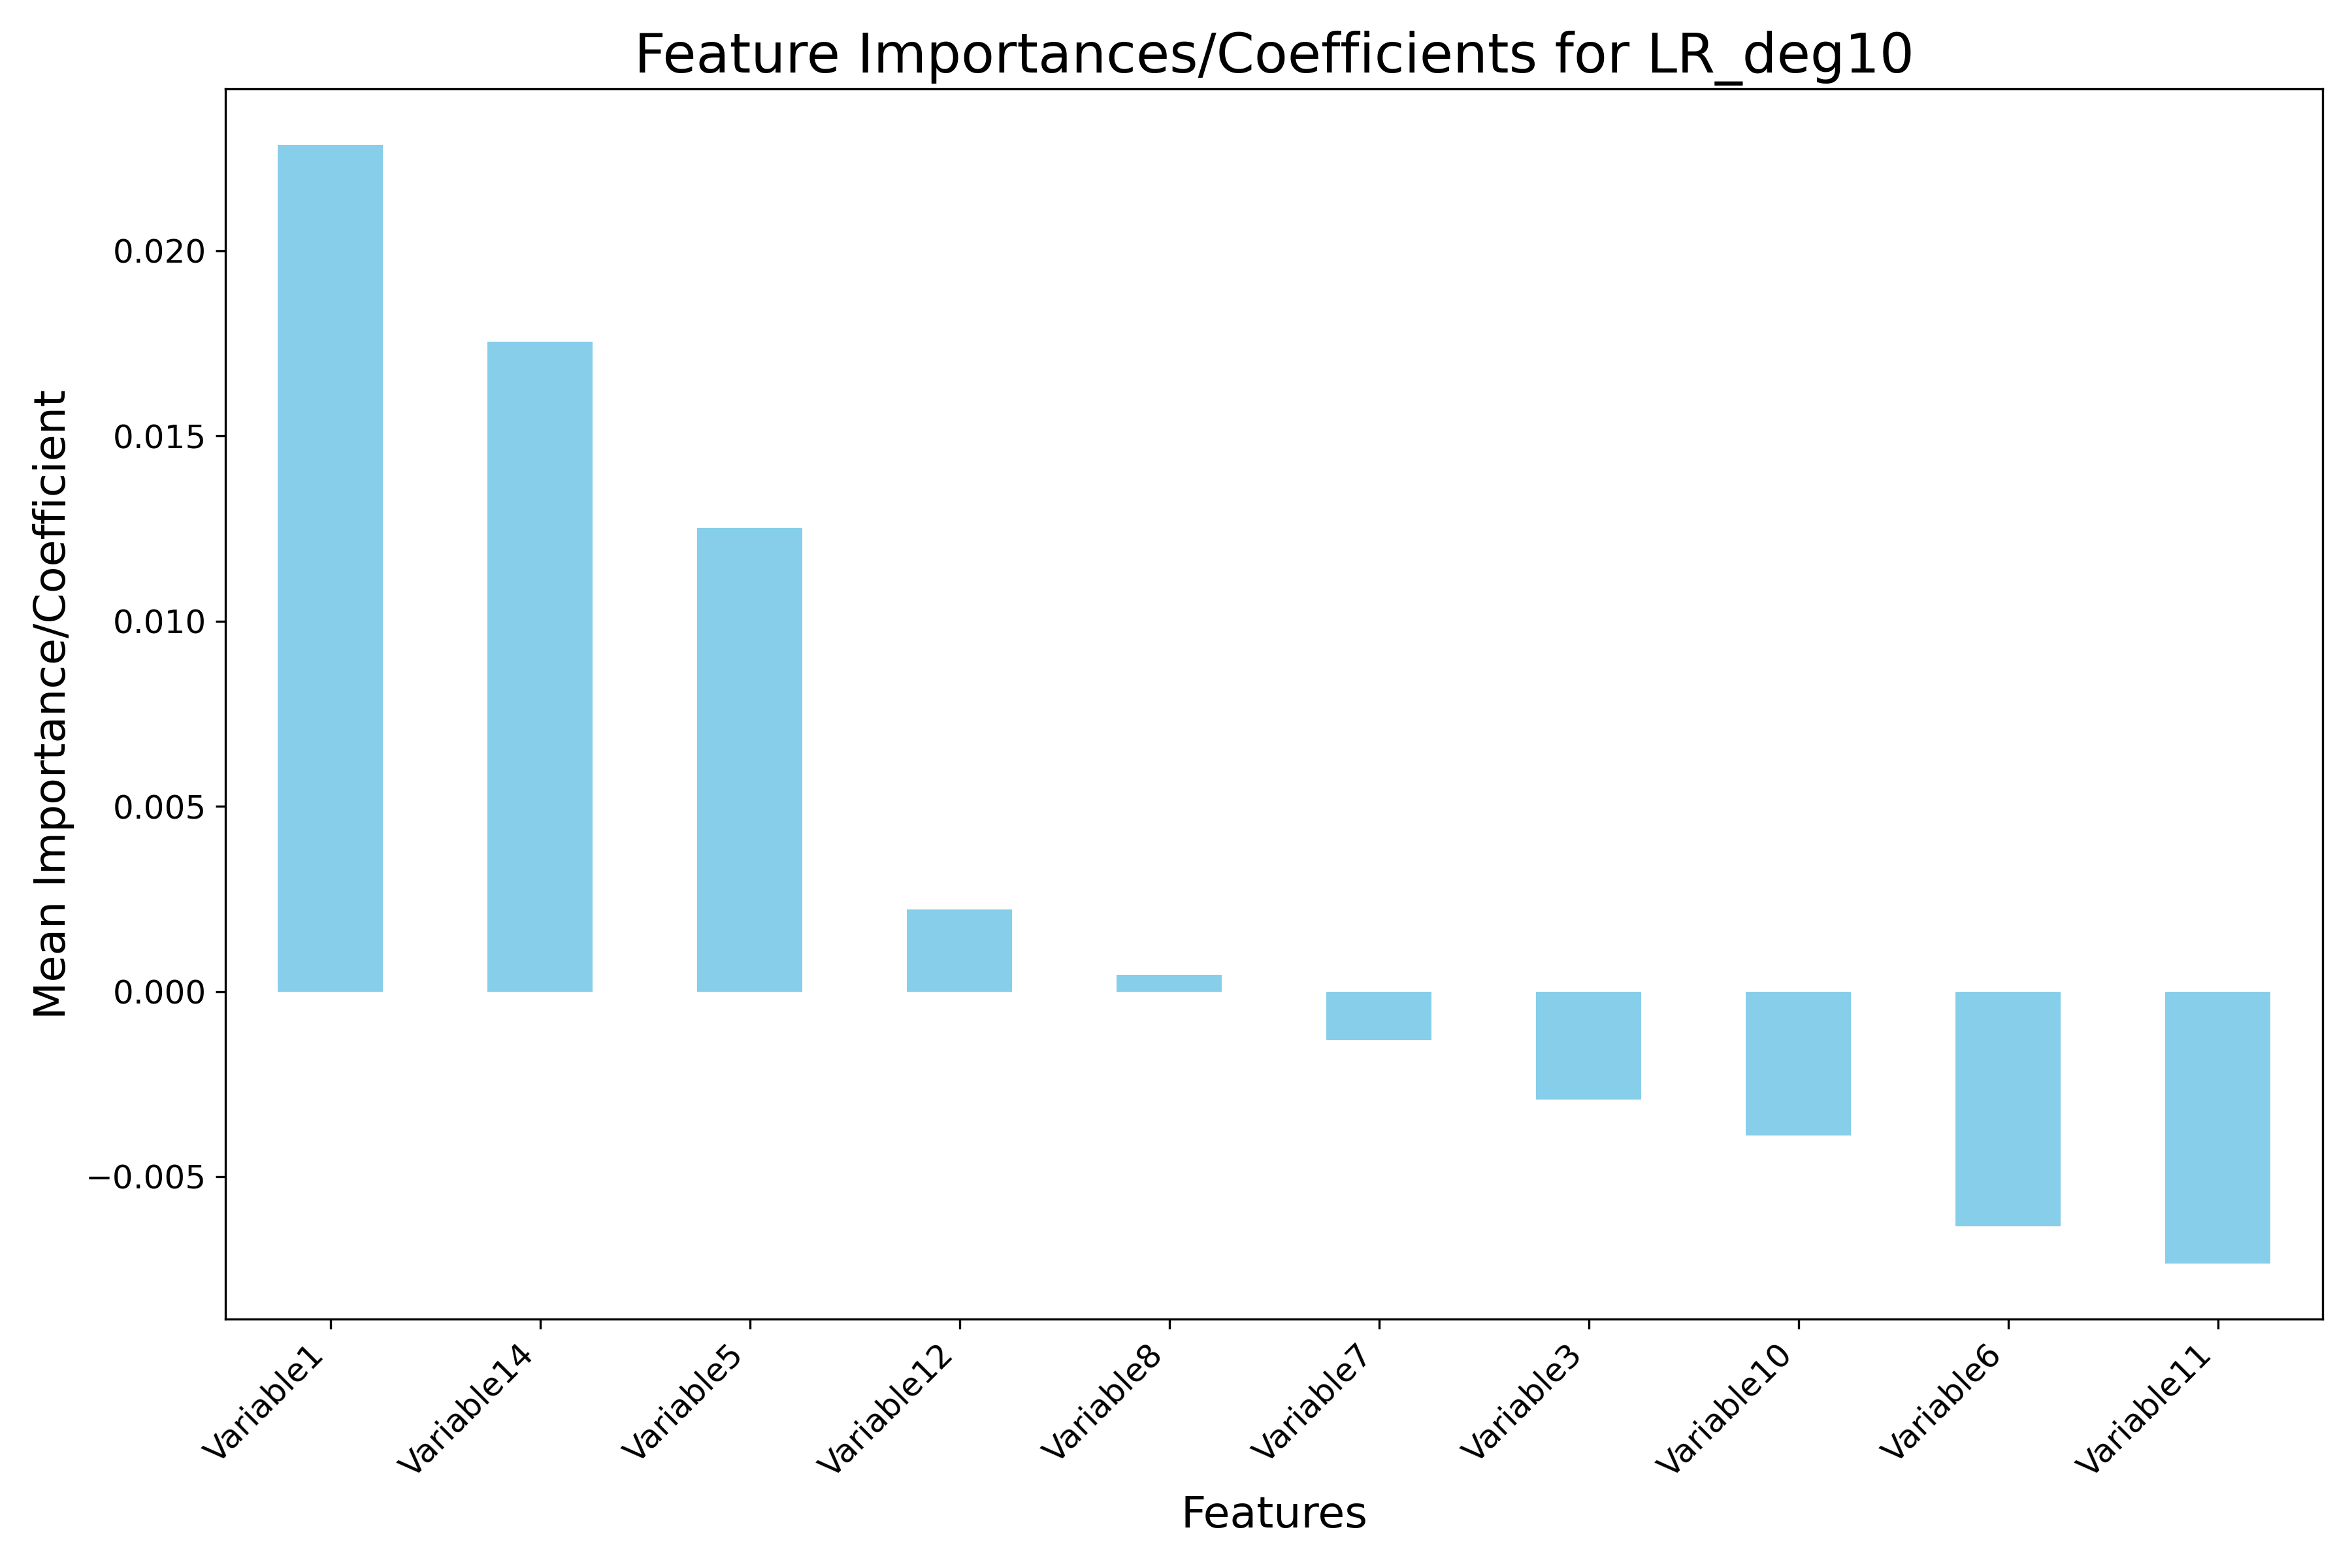 Feature Importances/Coefficients for LR_deg10
Mean Importance/Coefficient
0.020
0.015
0.010
0.005
0.000
−0.005
Variable1
Variable14
Variable5
Variable12
Variable8
Variable7
Variable3
Variable10
Variable6
Variable11
Features